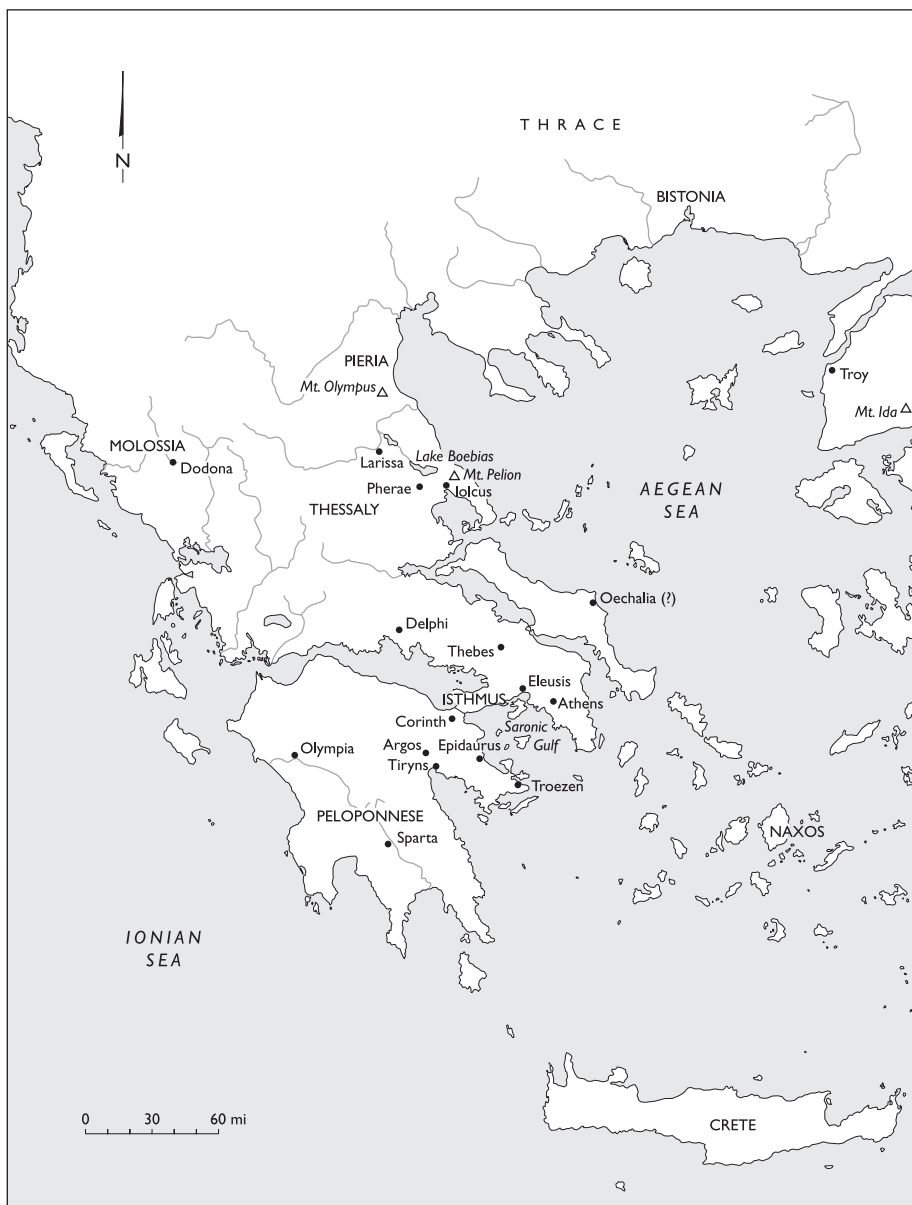 THRACE
N
BISTONIA
PIERIA
Mt. Olympus
Troy
Mt. Ida
MOLOSSIA
Dodona
Larissa
Lake Boebias
Mt. Pelion
Pherae
Iolcus
THESSALY
AEGEAN
SEA
Oechalia (?)
Delphi
Thebes
Eleusis
ISTHMUS
Athens
Corinth
Saronic
Gulf
Argos
Epidaurus
Olympia
Tiryns
Troezen
PELOPONNESE
NAXOS
Sparta
IONIAN
SEA
0 30 60 mi
CRETE